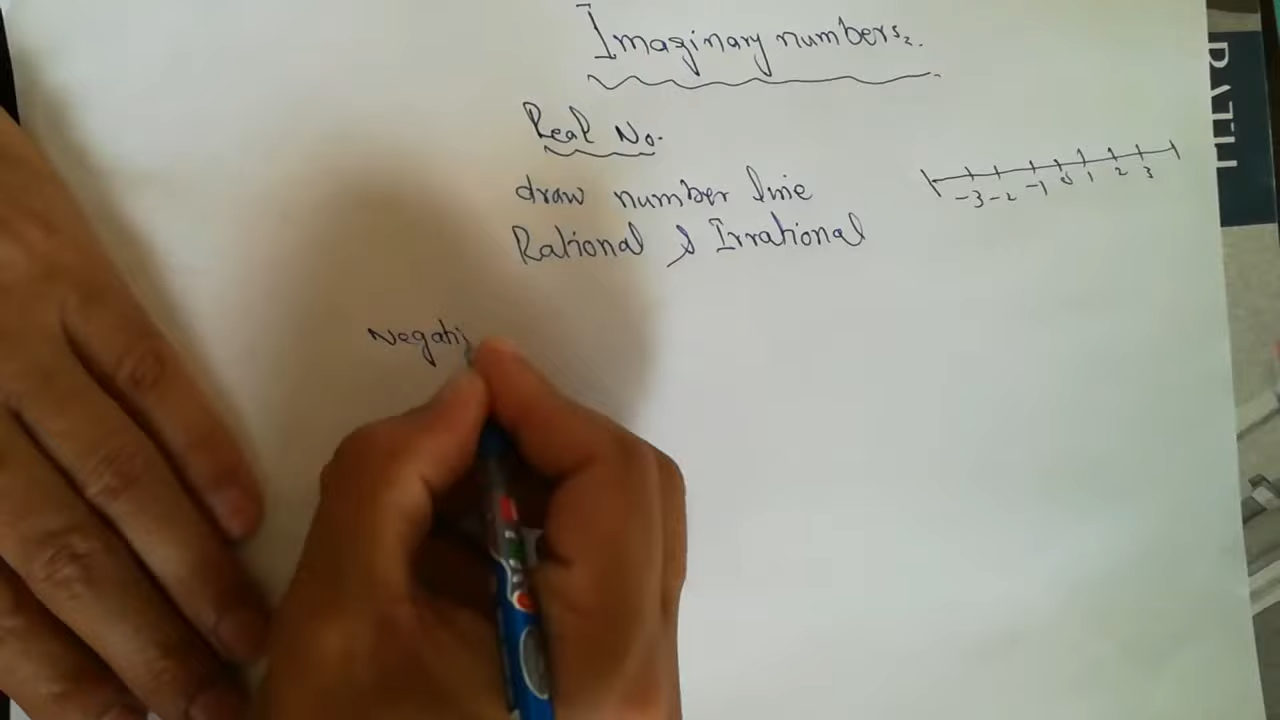 Imaginary numbers.
Real No.
draw number line
-3 -2 -1 0 1 2 3
Rational & Irrational
Negati